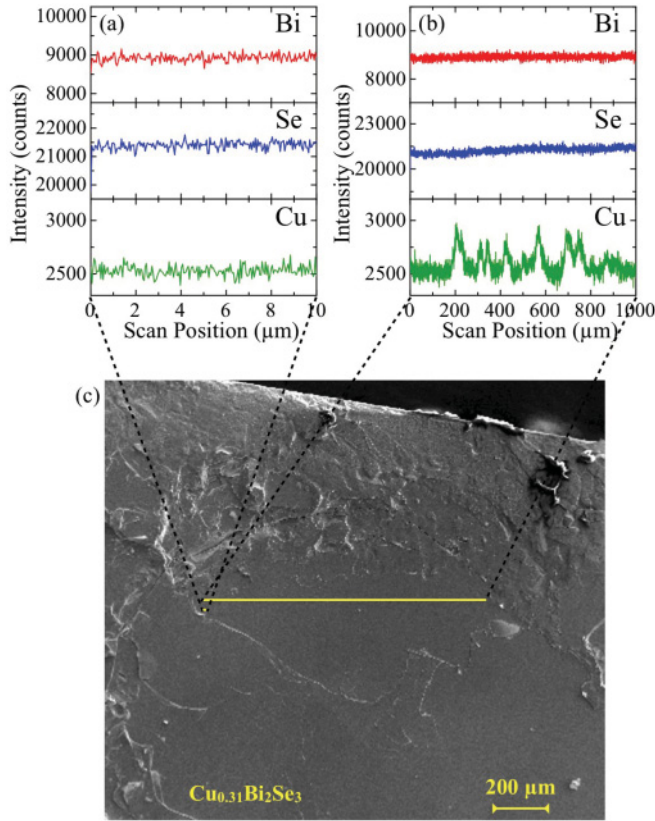 (a)
Bi
10000
9000
8000
Se
22000
21000
20000
Cu
3000
2500
0 2 4 6 8 10
Scan Position (µm)
Intensity (counts)
(b)
Bi
10000
8000
Se
23000
20000
Cu
3000
2500
0 200 400 600 800 1000
Scan Position (µm)
Intensity (counts)
(c)
Cu₀.₃₁Bi₂Se₃
200 µm